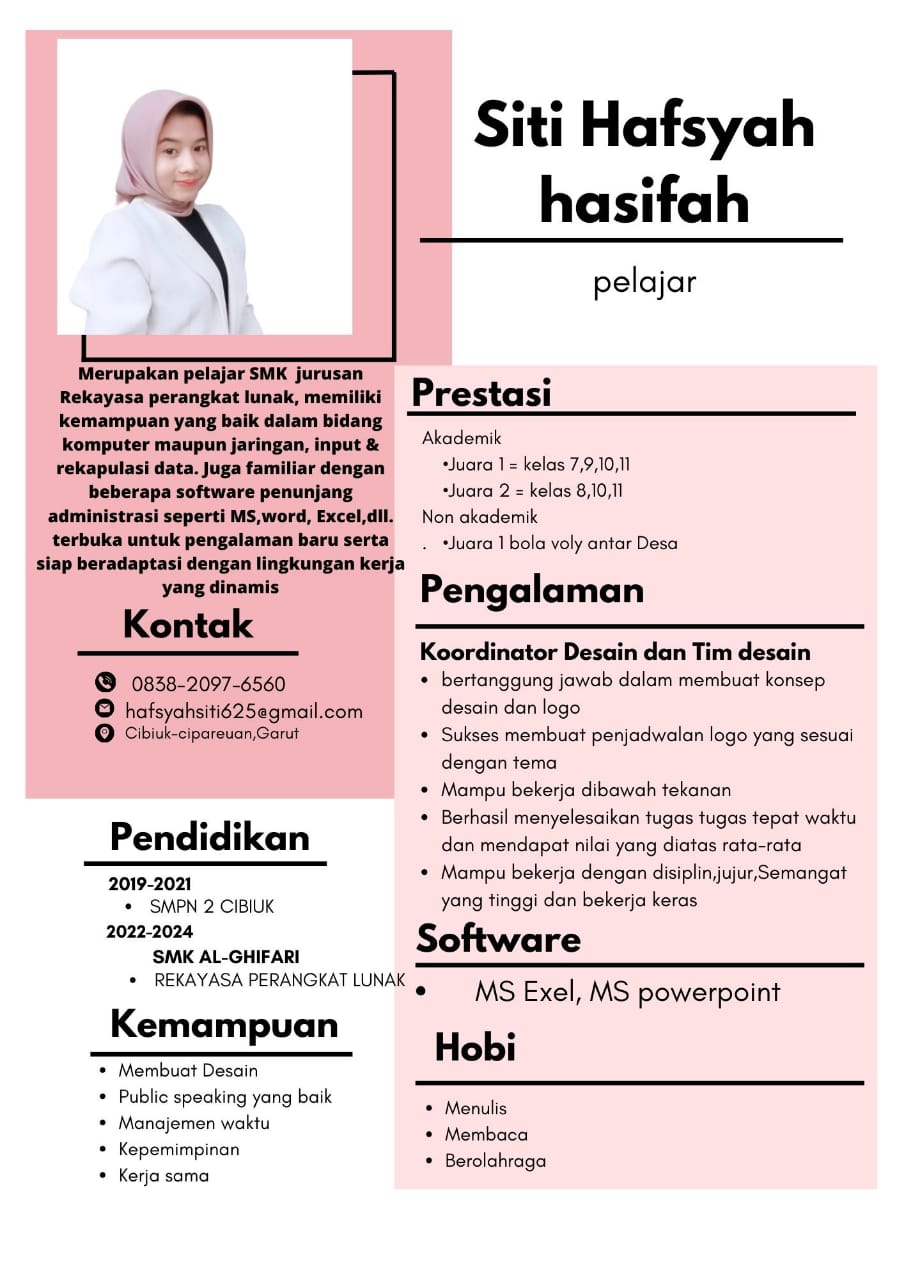 Siti Hafsyah
hasifah
pelajar
Merupakan pelajar SMK jurusan
Rekayasa perangkat lunak, memiliki
kemampuan yang baik dalam bidang
komputer maupun jaringan, input &
rekapulasi data. Juga familiar dengan
beberapa software penunjang
administrasi seperti MS,word, Excel,dll.
terbuka untuk pengalaman baru serta
siap beradaptasi dengan lingkungan kerja
yang dinamis
Kontak
0838-2097-6560
hafsyahsiti625@gmail.com
Cibiuk-cipareuan,Garut
Pendidikan
2019-2021
• SMPN 2 CIBIUK
2022-2024
SMK AL-GHIFARI
• REKAYASA PERANGKAT LUNAK
Kemampuan
• Membuat Desain
• Public speaking yang baik
• Manajemen waktu
• Kepemimpinan
• Kerja sama
Prestasi
Akademik
•Juara 1 = kelas 7,9,10,11
•Juara 2 = kelas 8,10,11
Non akademik
. •Juara 1 bola voly antar Desa
Pengalaman
Koordinator Desain dan Tim desain
• bertanggung jawab dalam membuat konsep
desain dan logo
• Sukses membuat penjadwalan logo yang sesuai
dengan tema
• Mampu bekerja dibawah tekanan
• Berhasil menyelesaikan tugas tugas tepat waktu
dan mendapat nilai yang diatas rata-rata
• Mampu bekerja dengan disiplin,jujur,Semangat
yang tinggi dan bekerja keras
Software
• MS Exel, MS powerpoint
Hobi
• Menulis
• Membaca
• Berolahraga